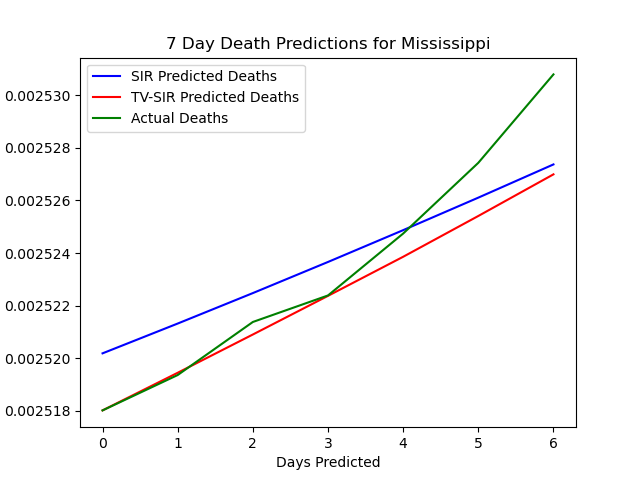 7 Day Death Predictions for Mississippi
SIR Predicted Deaths
TV-SIR Predicted Deaths
Actual Deaths
0.002530
0.002528
0.002526
0.002524
0.002522
0.002520
0.002518
0 1 2 3 4 5 6
Days Predicted